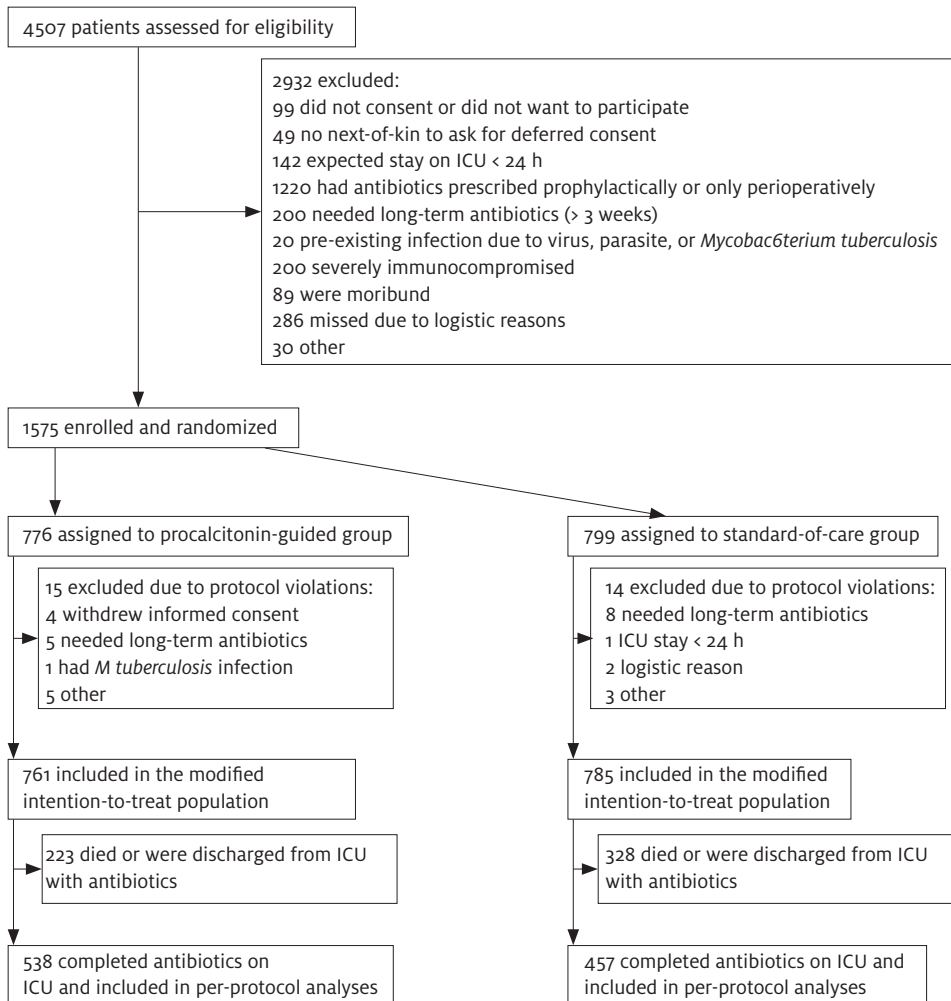 4507 patients assessed for eligibility
2932 excluded:
99 did not consent or did not want to participate
49 no next-of-kin to ask for deferred consent
142 expected stay on ICU < 24 h
1220 had antibiotics prescribed prophylactically or only perioperatively
200 needed long-term antibiotics (> 3 weeks)
20 pre-existing infection due to virus, parasite, or Mycobac6terium tuberculosis
200 severely immunocompromised
89 were moribund
286 missed due to logistic reasons
30 other
1575 enrolled and randomized
776 assigned to procalcitonin-guided group
15 excluded due to protocol violations:
4 withdrew informed consent
5 needed long-term antibiotics
1 had M tuberculosis infection
5 other
761 included in the modified
intention-to-treat population
223 died or were discharged from ICU
with antibiotics
538 completed antibiotics on
ICU and included in per-protocol analyses
799 assigned to standard-of-care group
14 excluded due to protocol violations:
8 needed long-term antibiotics
1 ICU stay < 24 h
2 logistic reason
3 other
785 included in the modified
intention-to-treat population
328 died or were discharged from ICU
with antibiotics
457 completed antibiotics on ICU and
included in per-protocol analyses